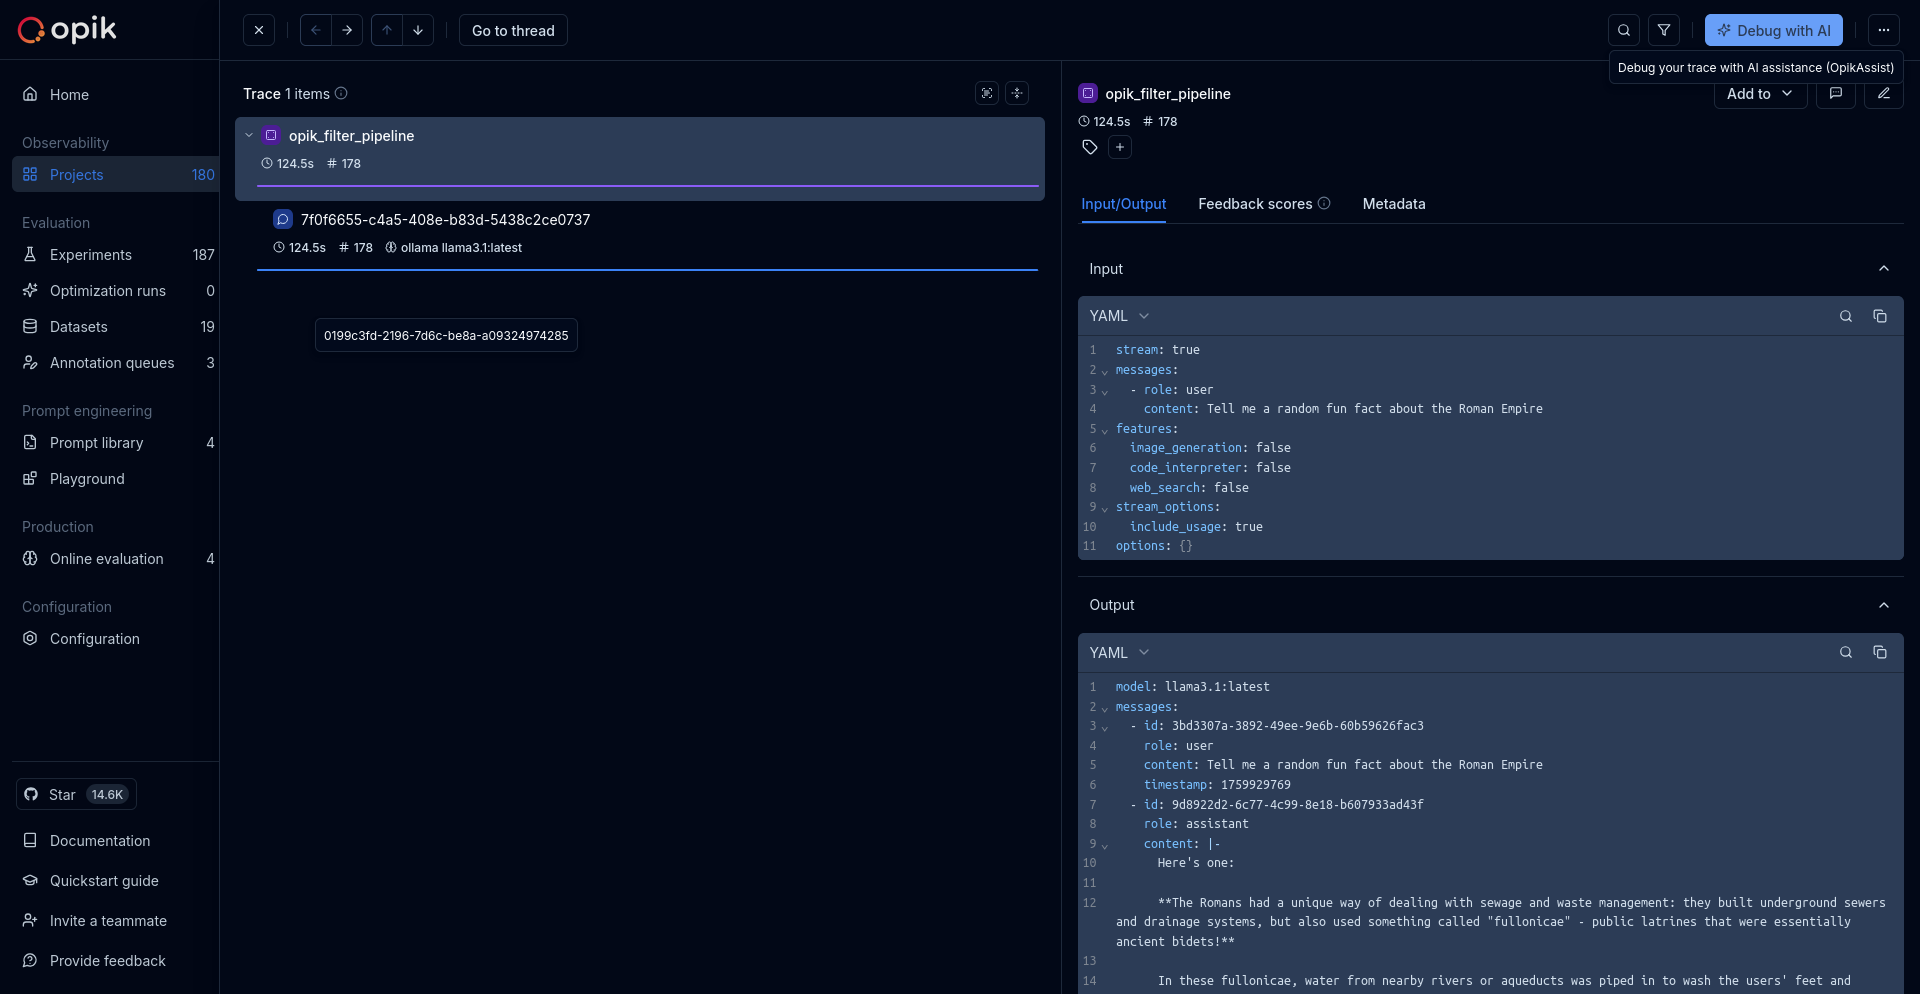 opik
Home
Observability
Projects 180
Evaluation
Experiments 187
Optimization runs 0
Datasets 19
Annotation queues 3
Prompt engineering
Prompt library 4
Playground
Production
Online evaluation 4
Configuration
Configuration
Star 14.6K
Documentation
Quickstart guide
Invite a teammate
Provide feedback
Go to thread
Debug with AI
Debug your trace with AI assistance (OpikAssist)
Trace 1 items
opik_filter_pipeline
124.5s # 178
7f0f6655-c4a5-408e-b83d-5438c2ce0737
124.5s # 178 ollama llama3.1:latest
0199c3fd-2196-7d6c-be8a-a09324974285
opik_filter_pipeline
Add to
124.5s # 178
Input/Output Feedback scores Metadata
Input
YAML
1 stream: true
2 messages:
3 - role: user
4 content: Tell me a random fun fact about the Roman Empire
5 features:
6 image_generation: false
7 code_interpreter: false
8 web_search: false
9 stream_options:
10 include_usage: true
11 options: {}
Output
YAML
1 model: llama3.1:latest
2 messages:
3 - id: 3bd3307a-3892-49ee-9e6b-60b59626fac3
4 role: user
5 content: Tell me a random fun fact about the Roman Empire
6 timestamp: 1759929769
7 - id: 9d8922d2-6c77-4c99-8e18-b607933ad43f
8 role: assistant
9 content: |-
10 Here's one:
11
12 **The Romans had a unique way of dealing with sewage and waste management: they built underground sewers
and drainage systems, but also used something called "fullonicae" - public latrines that were essentially
ancient bidets!**
13
14 In these fullonicae, water from nearby rivers or aqueducts was piped in to wash the users' feet and